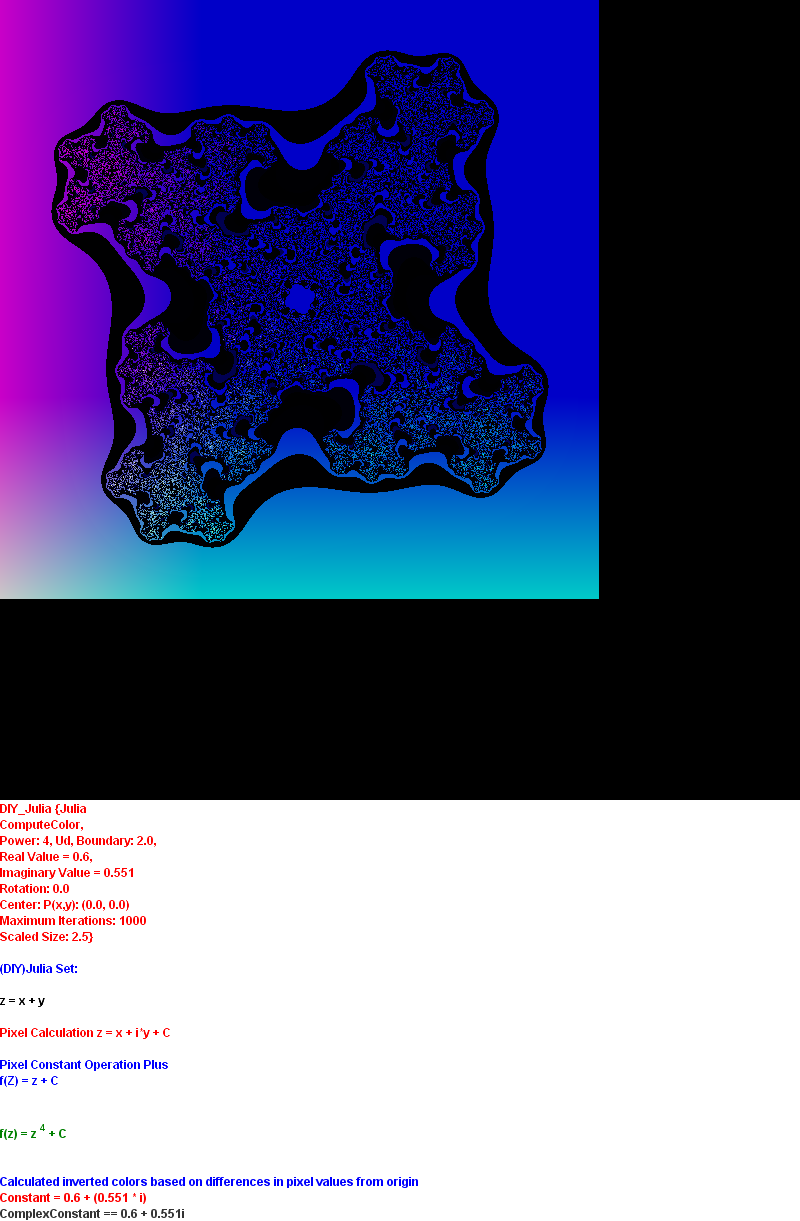 DIY_Julia {Julia
ComputeColor,
Power: 4, Ud, Boundary: 2.0,
Real Value = 0.6,
Imaginary Value = 0.551
Rotation: 0.0
Center: P(x,y): (0.0, 0.0)
Maximum Iterations: 1000
Scaled Size: 2.5}
(DIY)Julia Set:
z = x + y
Pixel Calculation z = x + i*y + C
Pixel Constant Operation Plus
f(Z) = z + C
f(z) = z 4 + C
Calculated inverted colors based on differences in pixel values from origin
Constant = 0.6 + (0.551 * i)
ComplexConstant == 0.6 + 0.551i